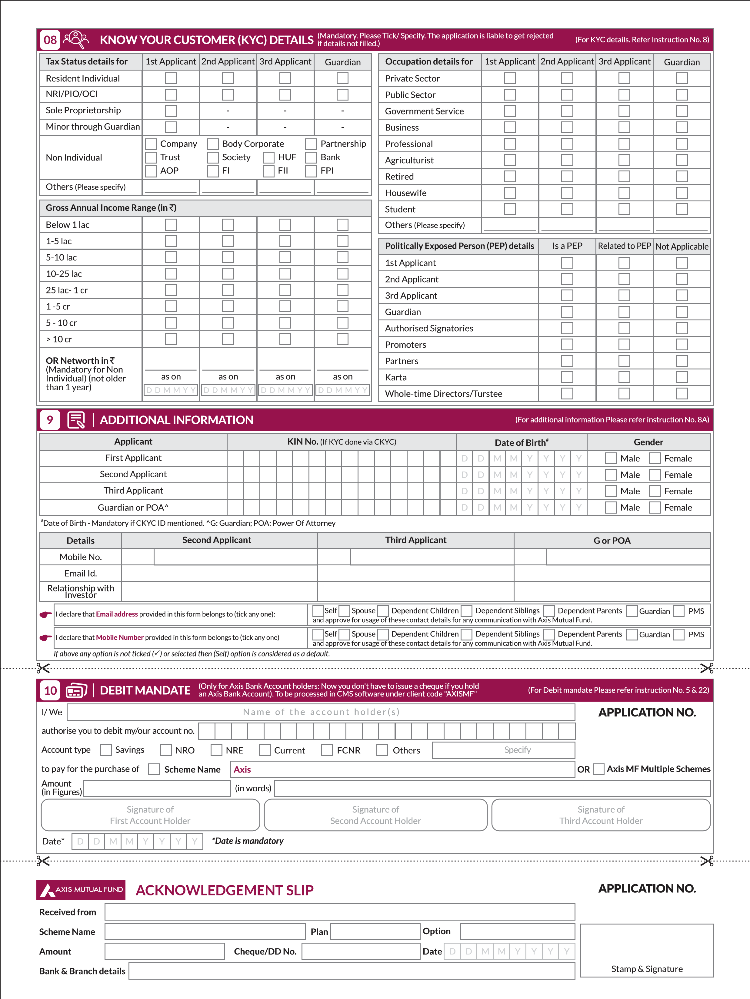 08 KNOW YOUR CUSTOMER (KYC) DETAILS (Mandatory. Please Tick/ Specify. The application is liable to get rejected if details not filled.) (For KYC details. Refer Instruction No. 8)
Tax Status details for 1st Applicant 2nd Applicant 3rd Applicant Guardian
Resident Individual
NRI/PIO/OCI
Sole Proprietorship - - -
Minor through Guardian - - -
Non Individual
Company Body Corporate Partnership
Trust Society HUF Bank
AOP FI FII FPI
Others (Please specify)
Gross Annual Income Range (in ₹)
Below 1 lac
1-5 lac
5-10 lac
10-25 lac
25 lac- 1 cr
1 -5 cr
5 - 10 cr
> 10 cr
OR Networth in ₹
(Mandatory for Non
Individual) (not older
than 1 year)
as on as on as on as on
D D M M Y Y D D M M Y Y D D M M Y Y D D M M Y Y
Occupation details for 1st Applicant 2nd Applicant 3rd Applicant Guardian
Private Sector
Public Sector
Government Service
Business
Professional
Agriculturist
Retired
Housewife
Student
Others (Please specify)
Politically Exposed Person (PEP) details Is a PEP Related to PEP Not Applicable
1st Applicant
2nd Applicant
3rd Applicant
Guardian
Authorised Signatories
Promoters
Partners
Karta
Whole-time Directors/Turstee
9 ADDITIONAL INFORMATION (For additional information Please refer instruction No. 8A)
Applicant KIN No. (If KYC done via CKYC) Date of Birth# Gender
First Applicant D D M M Y Y Y Y Male Female
Second Applicant D D M M Y Y Y Y Male Female
Third Applicant D D M M Y Y Y Y Male Female
Guardian or POA^ D D M M Y Y Y Y Male Female
#Date of Birth - Mandatory if CKYC ID mentioned. ^G: Guardian; POA: Power Of Attorney
Details Second Applicant Third Applicant G or POA
Mobile No.
Email Id.
Relationship with
Investor
I declare that Email address provided in this form belongs to (tick any one): Self Spouse Dependent Children Dependent Siblings Dependent Parents Guardian PMS
and approve for usage of these contact details for any communication with Axis Mutual Fund.
I declare that Mobile Number provided in this form belongs to (tick any one) Self Spouse Dependent Children Dependent Siblings Dependent Parents Guardian PMS
and approve for usage of these contact details for any communication with Axis Mutual Fund.
If above any option is not ticked (✓) or selected then (Self) option is considered as a default.
10 DEBIT MANDATE (Only for Axis Bank Account holders: Now you don't have to issue a cheque if you hold an Axis Bank Account). To be processed in CMS software under client code "AXISMF" (For Debit mandate Please refer instruction No. 5 & 22)
I/ We Name of the account holder(s) APPLICATION NO.
authorise you to debit my/our account no.
Account type Savings NRO NRE Current FCNR Others Specify
to pay for the purchase of Scheme Name Axis OR Axis MF Multiple Schemes
Amount
(in Figures) (in words)
Signature of
First Account Holder
Signature of
Second Account Holder
Signature of
Third Account Holder
Date* D D M M Y Y Y Y *Date is mandatory
AXIS MUTUAL FUND ACKNOWLEDGEMENT SLIP APPLICATION NO.
Received from
Scheme Name Plan Option
Amount Cheque/DD No. Date D D M M Y Y Y Y
Bank & Branch details
Stamp & Signature